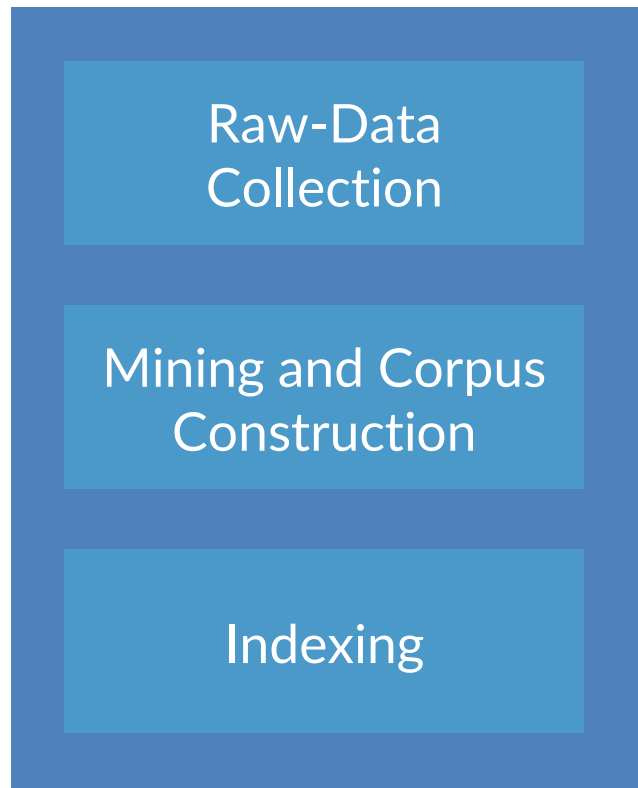 Raw-Data
Collection
Mining and Corpus
Construction
Indexing